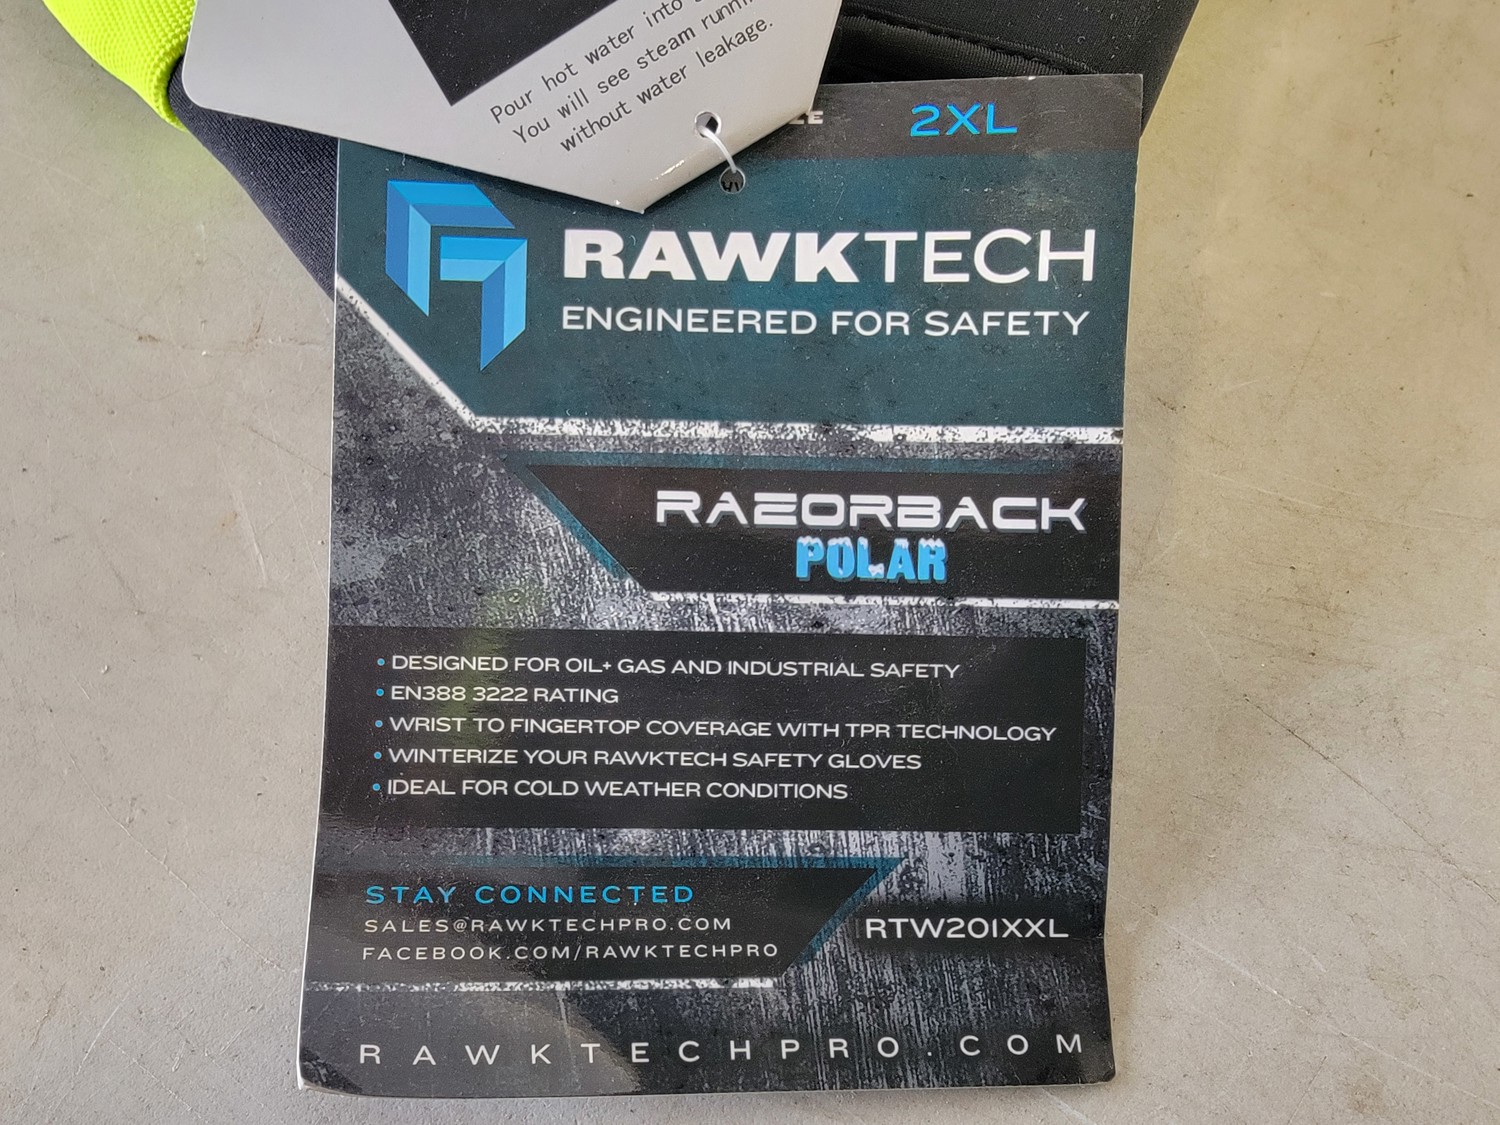 Pour hot water into
You will see steam
without water leakage.
2XL
RAWKTECH
ENGINEERED FOR SAFETY
RAZORBACK
POLAR
• DESIGNED FOR OIL+ GAS AND INDUSTRIAL SAFETY
• EN388 3222 RATING
• WRIST TO FINGERTOP COVERAGE WITH TPR TECHNOLOGY
• WINTERIZE YOUR RAWKTECH SAFETY GLOVES
• IDEAL FOR COLD WEATHER CONDITIONS
STAY CONNECTED
SALES@RAWKTECHPRO.COM
FACEBOOK.COM/RAWKTECHPRO
RTW201XXL
RAWKTECHPRO.COM